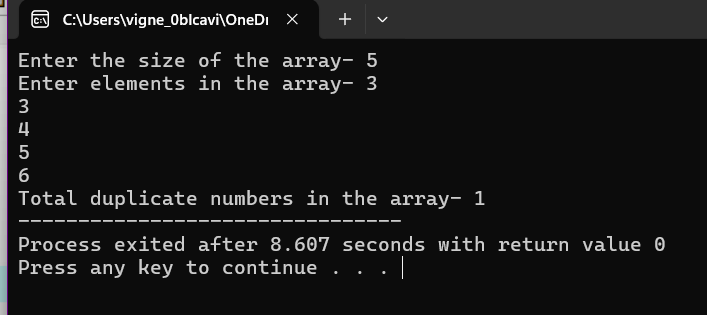 C:\Users\vigne_0blcavi\OneDr
Enter the size of the array- 5
Enter elements in the array- 3
3
4
5
6
Total duplicate numbers in the array- 1
--------------------------------
Process exited after 8.607 seconds with return value 0
Press any key to continue . . .